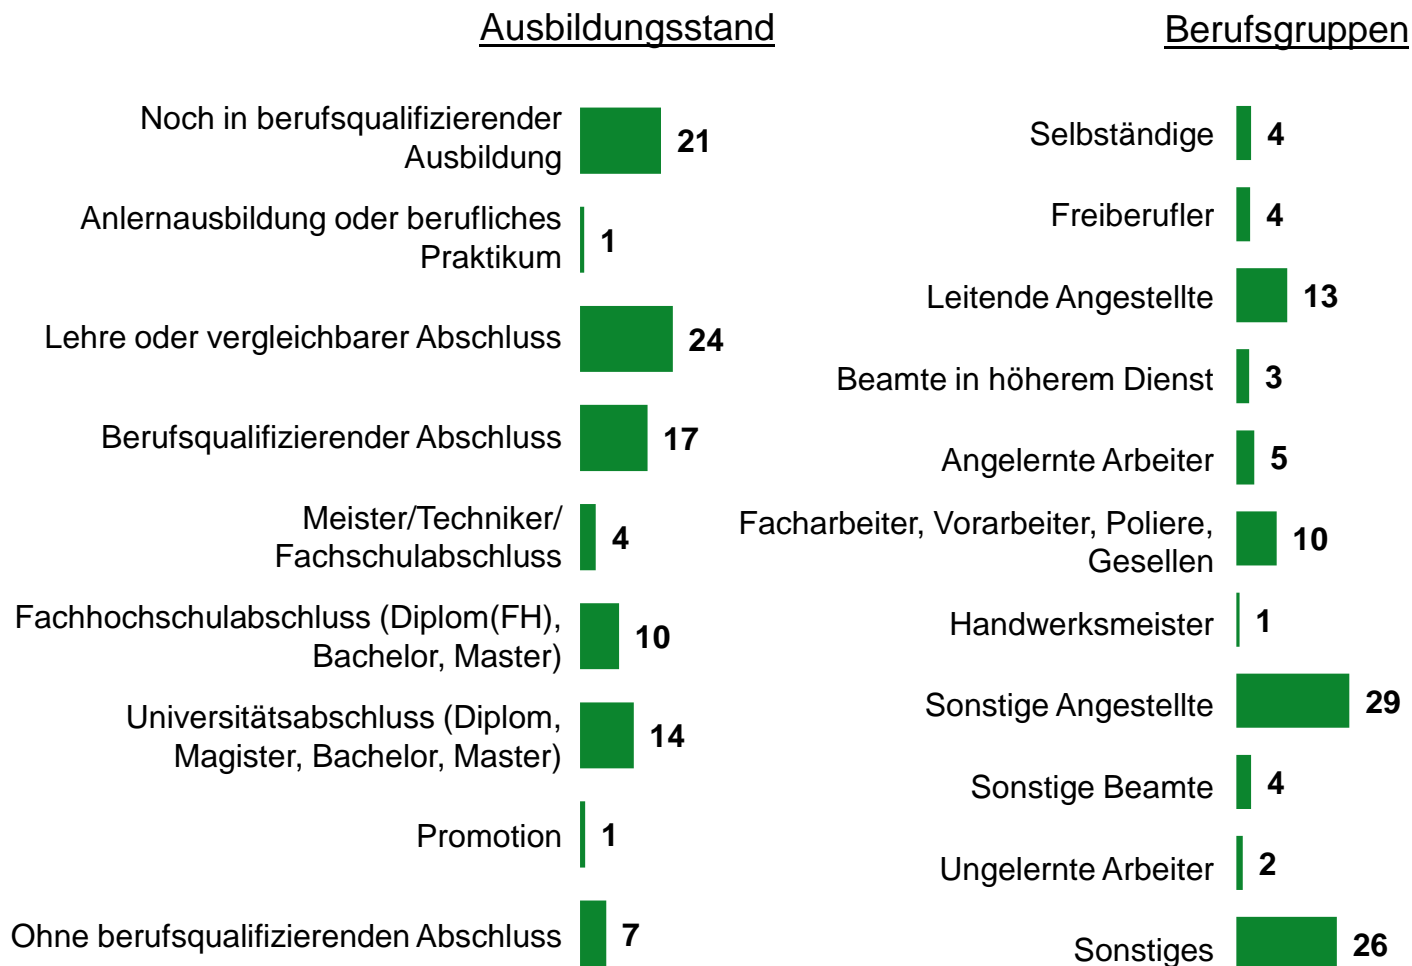 Ausbildungsstand
Noch in berufsqualifizierender
Ausbildung
21
Anlernausbildung oder berufliches
Praktikum
1
Lehre oder vergleichbarer Abschluss
24
Berufsqualifizierender Abschluss
17
Meister/Techniker/
Fachschulabschluss
4
Fachhochschulabschluss (Diplom(FH),
Bachelor, Master)
10
Universitätsabschluss (Diplom,
Magister, Bachelor, Master)
14
Promotion
1
Ohne berufsqualifizierenden Abschluss
7
Berufsgruppen
Selbständige
4
Freiberufler
4
Leitende Angestellte
13
Beamte in höherem Dienst
3
Angelernte Arbeiter
5
Facharbeiter, Vorarbeiter, Poliere,
Gesellen
10
Handwerksmeister
1
Sonstige Angestellte
29
Sonstige Beamte
4
Ungelernte Arbeiter
2
Sonstiges
26